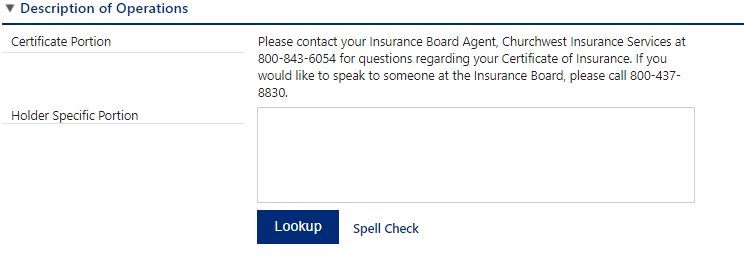 Description of Operations
Certificate Portion
Please contact your Insurance Board Agent, Churchwest Insurance Services at
800-843-6054 for questions regarding your Certificate of Insurance. If you
would like to speak to someone at the Insurance Board, please call 800-437-
8830.
Holder Specific Portion
Lookup
Spell Check